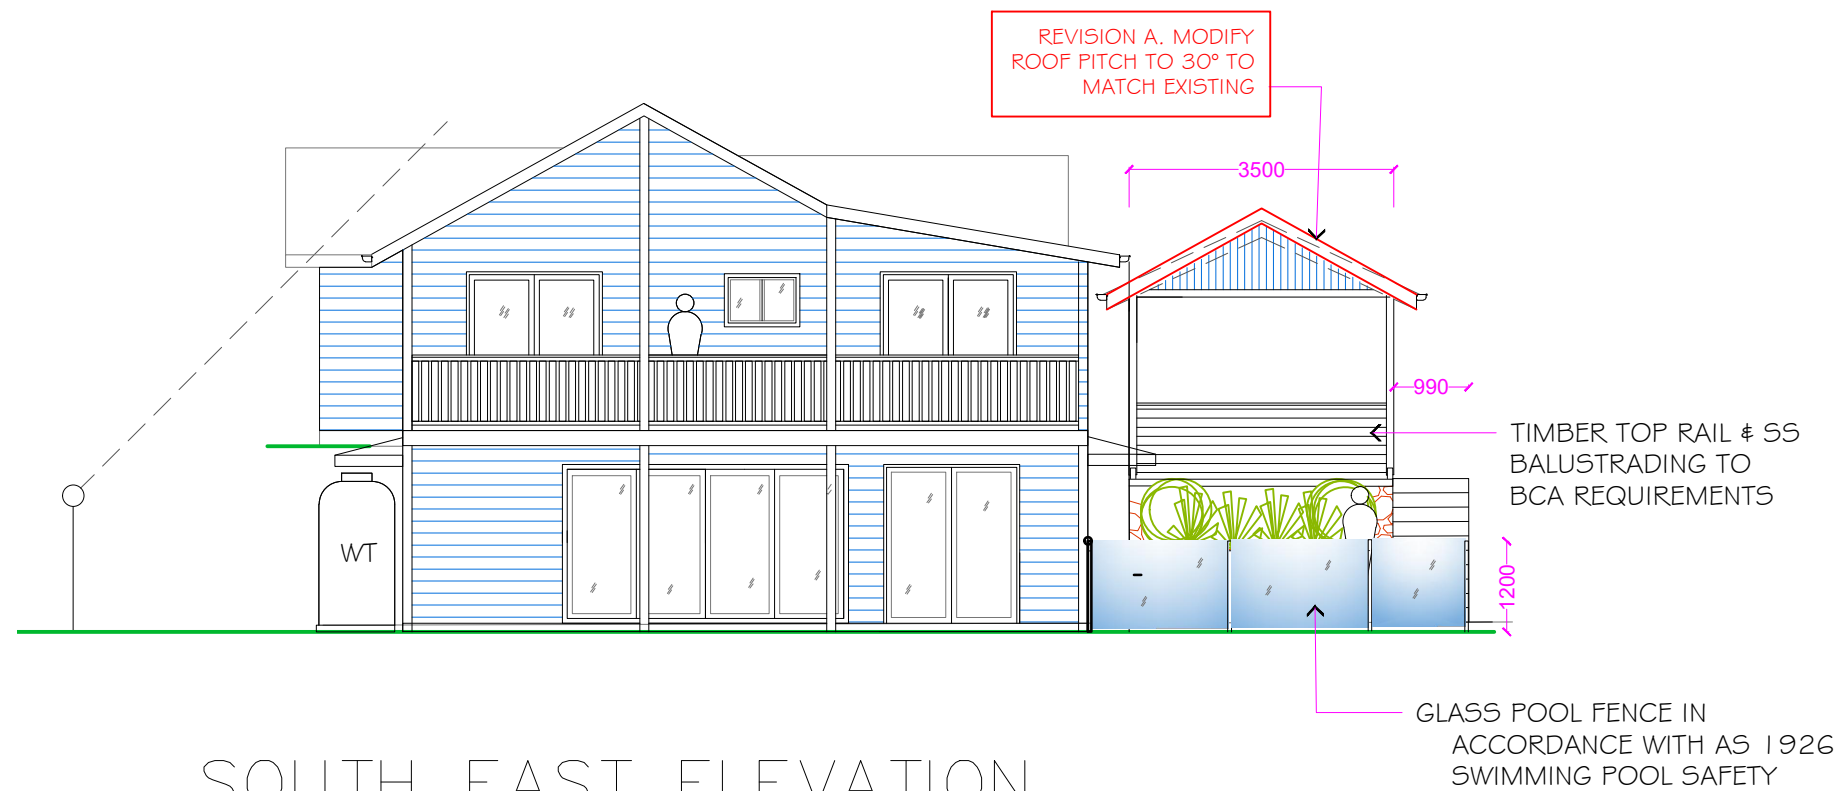 REVISION A. MODIFY
ROOF PITCH TO 30° TO
MATCH EXISTING
3500
990
TIMBER TOP RAIL & SS
BALUSTRADING TO
BCA REQUIREMENTS
WT
1200
GLASS POOL FENCE IN
ACCORDANCE WITH AS 1926
SWIMMING POOL SAFETY
SOUTH EAST ELEVATION